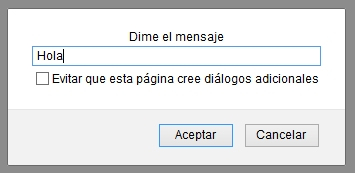 Dime el mensaje
Hola
Evitar que esta página cree diálogos adicionales
Aceptar
Cancelar